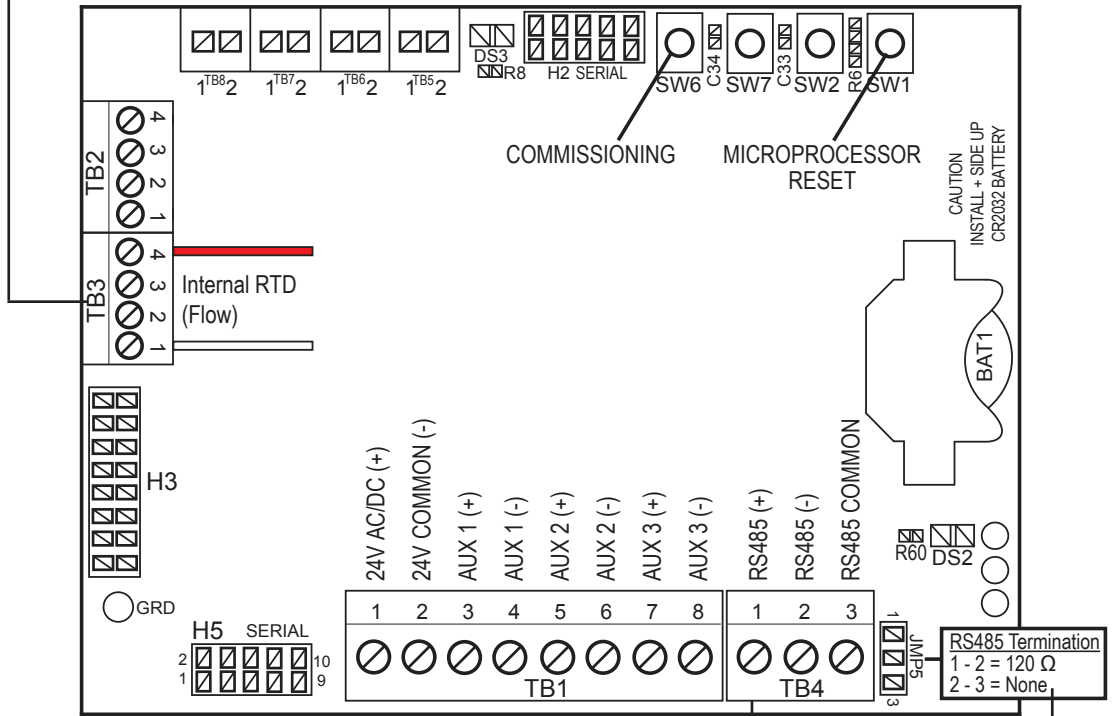 1 TB8 2 1 TB7 2 1 TB6 2 1 TB5 2
DS3
R8
H2 SERIAL
SW6
C34
SW7
C33
SW2
R6
SW1
COMMISSIONING
MICROPROCESSOR
RESET
CAUTION
INSTALL + SIDE UP
CR2032 BATTERY
TB2
4
3
2
1
TB3
4
3
2
1
Internal RTD
(Flow)
BAT1
H3
24V AC/DC (+)
24V COMMON (-)
AUX 1 (+)
AUX 1 (-)
AUX 2 (+)
AUX 2 (-)
AUX 3 (+)
AUX 3 (-)
RS485 (+)
RS485 (-)
RS485 COMMON
R60
DS2
GRD
1 2 3 4 5 6 7 8
TB1
1 2 3
TB4
H5 SERIAL
2 10
1 9
1
JMP5
3
RS485 Termination
1 - 2 = 120 Ω
2 - 3 = None